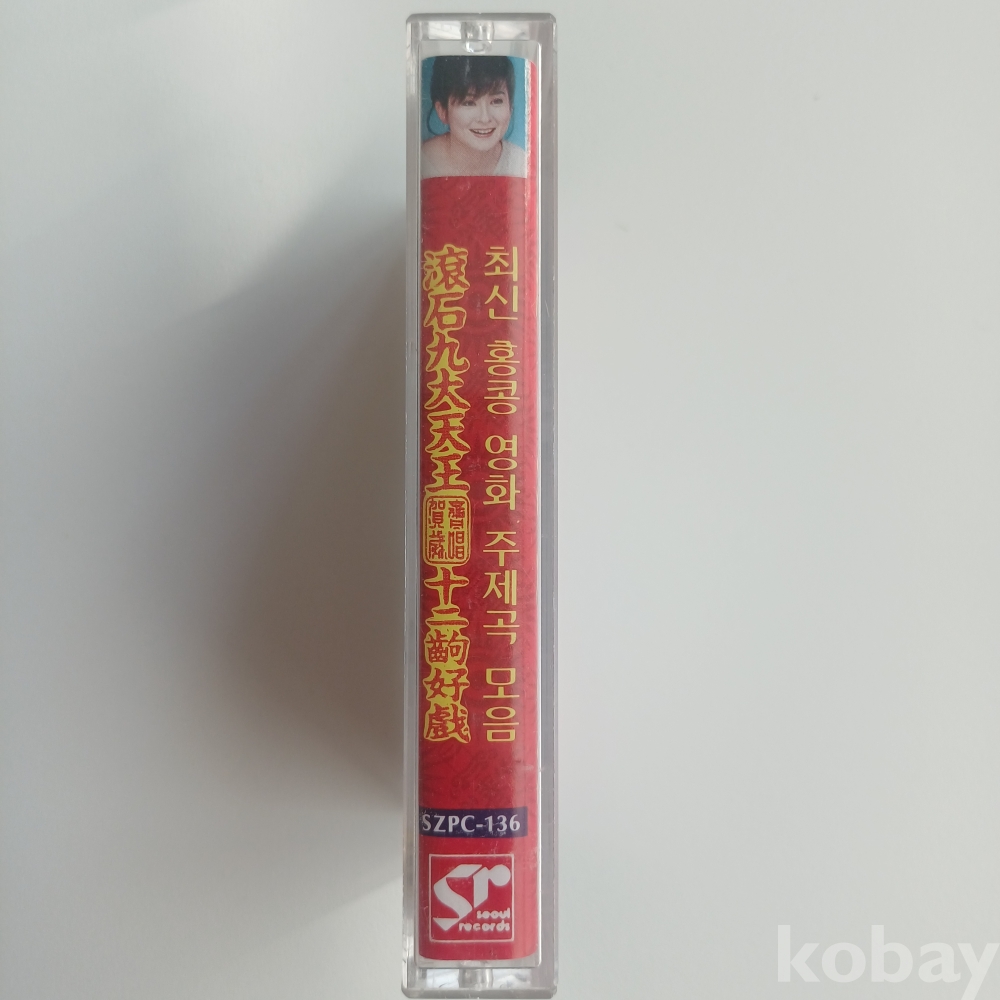 滾石九大天王
齊唱
賀歲
十二齣好戲
최신 홍콩 영화 주제곡 모음
SZPC-136
sr
seoul
records
kobay